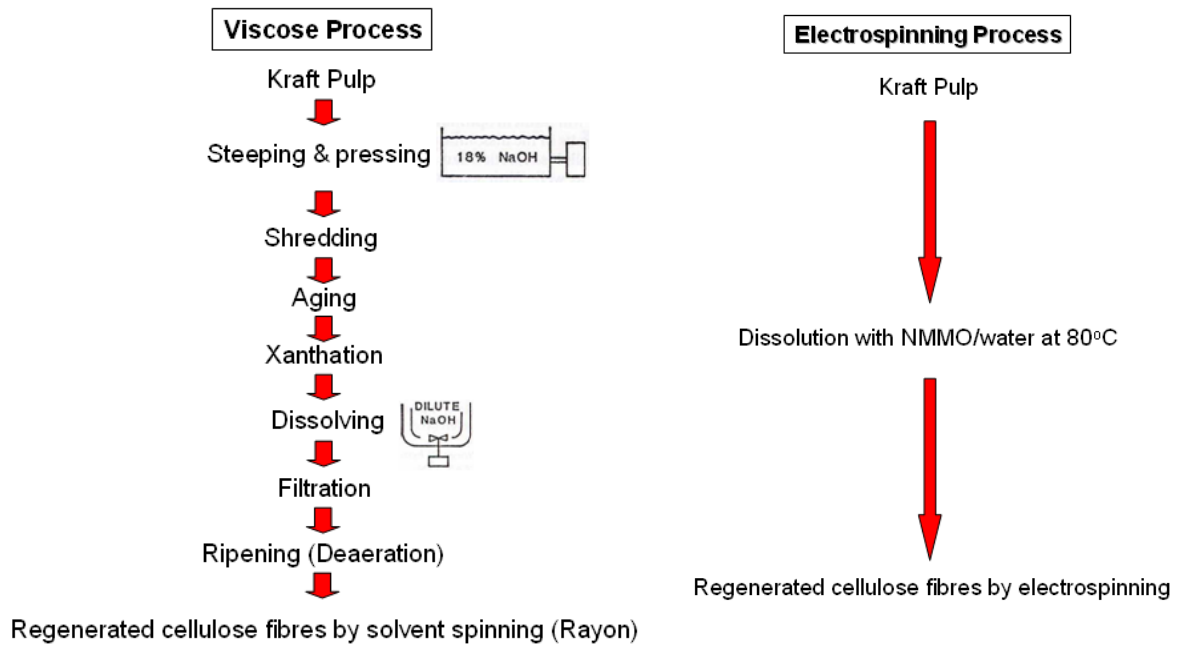 Viscose Process
Kraft Pulp
Steeping & pressing
18% NaOH
Shredding
Aging
Xanthation
Dissolving
DILUTE
NaOH
Filtration
Ripening (Deaeration)
Regenerated cellulose fibres by solvent spinning (Rayon)
Electrospinning Process
Kraft Pulp
Dissolution with NMMO/water at 80°C
Regenerated cellulose fibres by electrospinning